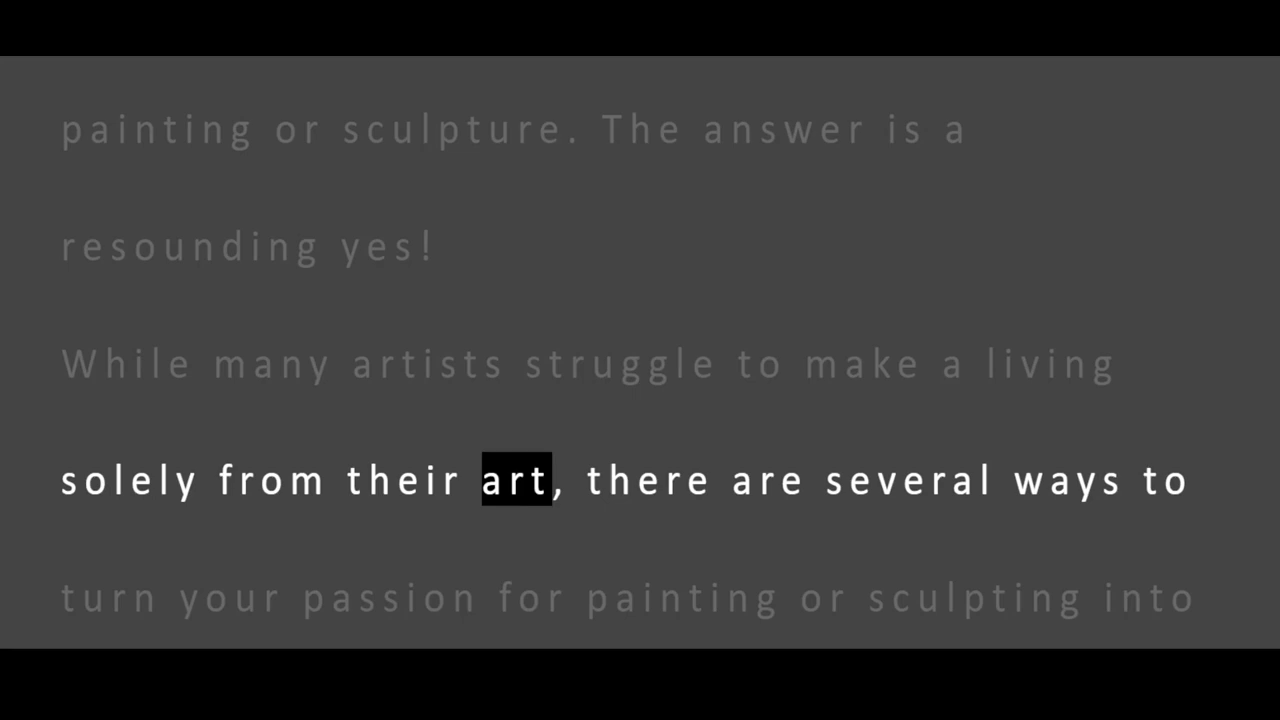 painting or sculpture. The answer is a
resounding yes!
While many artists struggle to make a living
solely from their art, there are several ways to
turn your passion for painting or sculpting into